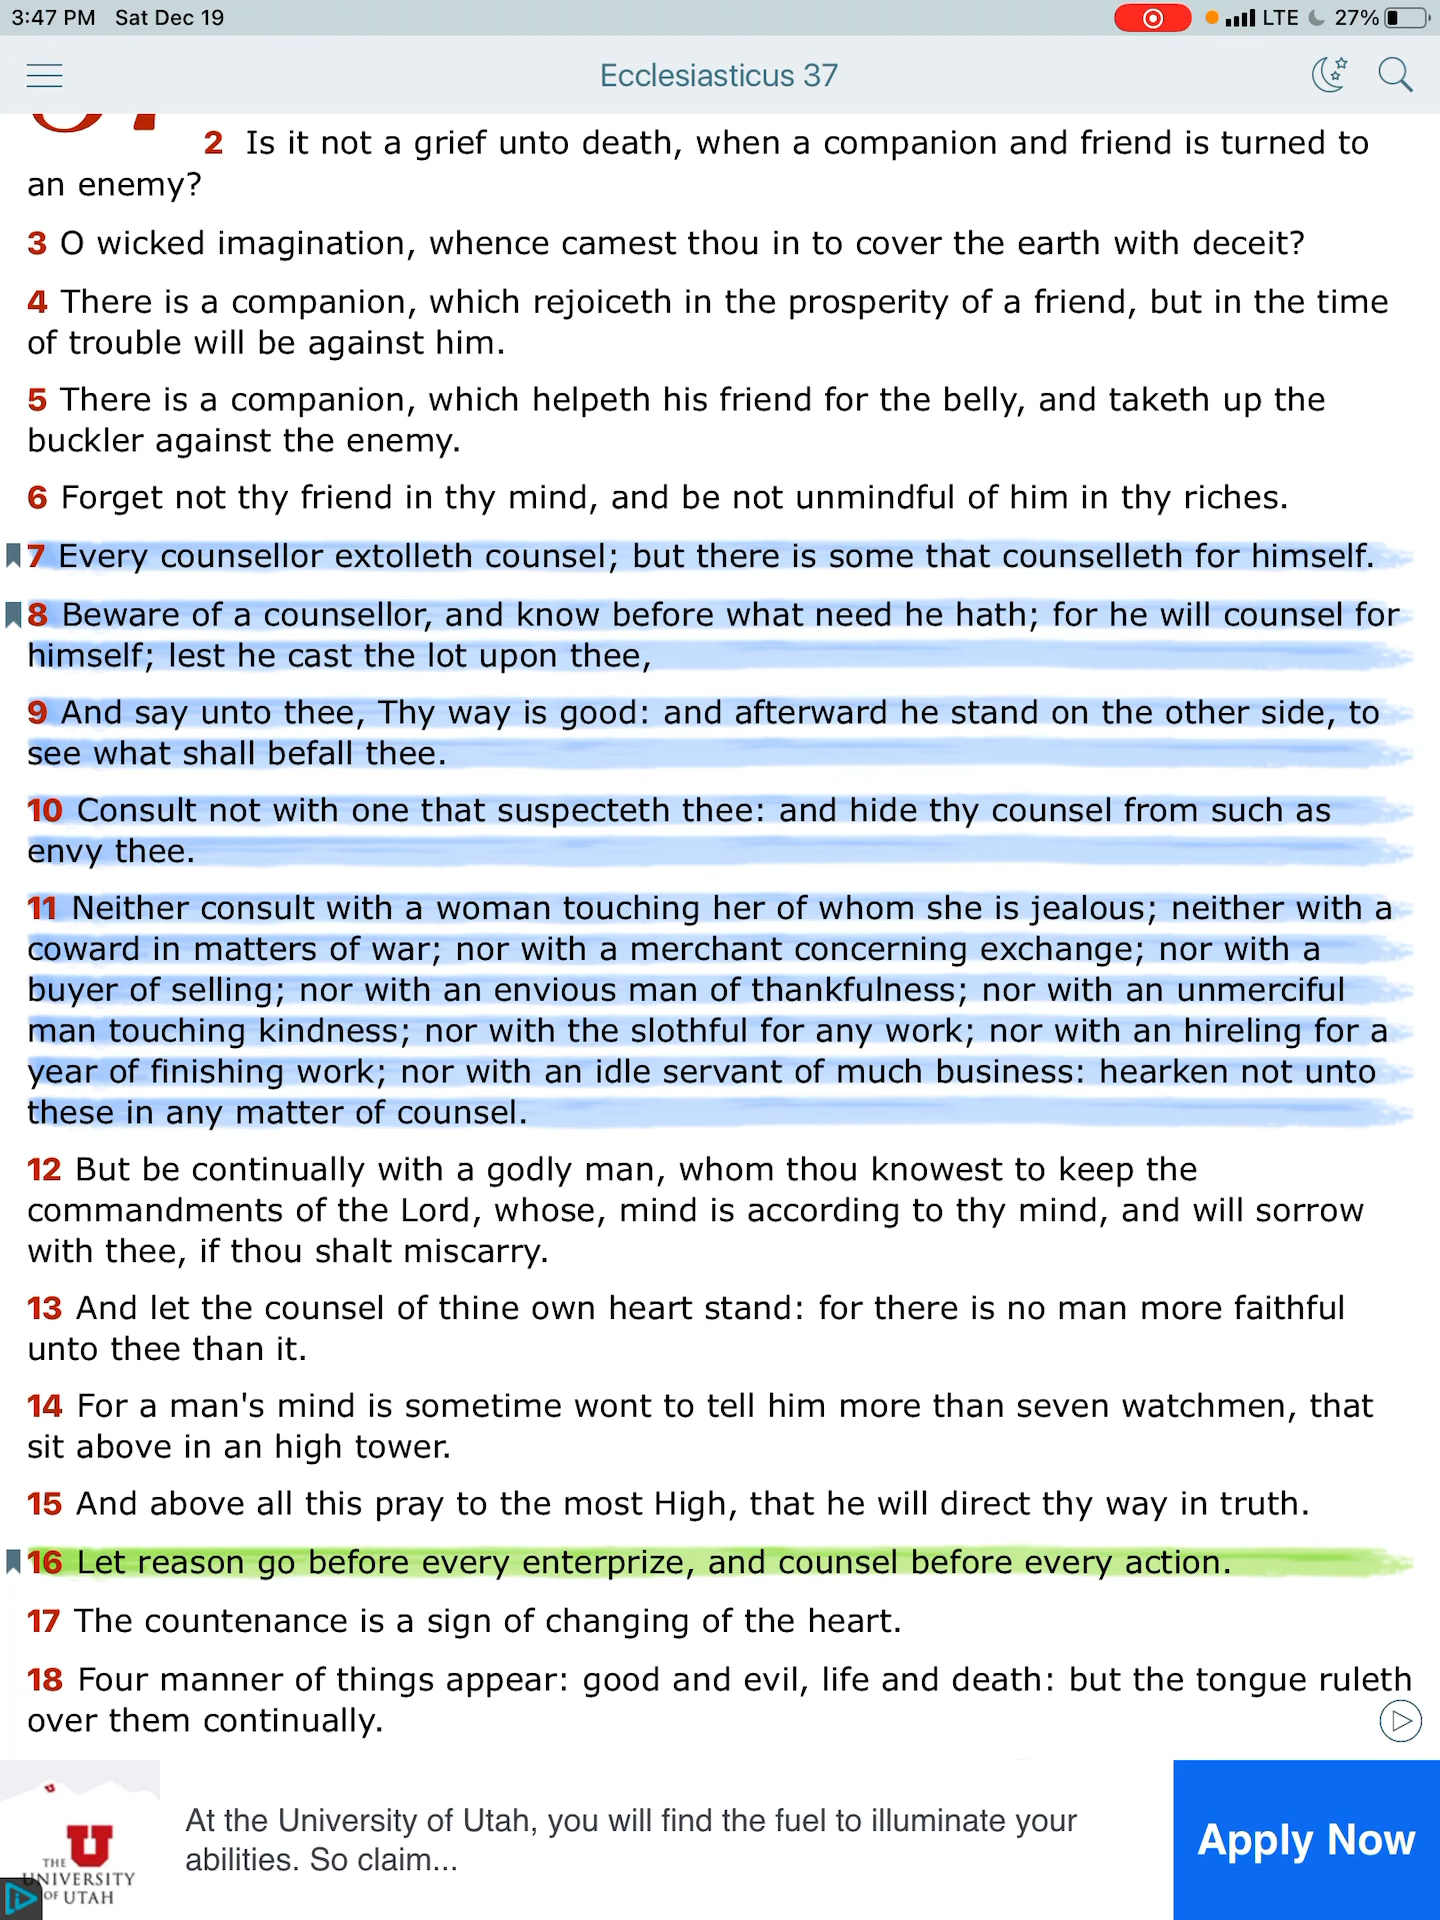 3:47 PM Sat Dec 19
LTE 27%
Ecclesiasticus 37
2 Is it not a grief unto death, when a companion and friend is turned to
an enemy?
3 O wicked imagination, whence camest thou in to cover the earth with deceit?
4 There is a companion, which rejoiceth in the prosperity of a friend, but in the time
of trouble will be against him.
5 There is a companion, which helpeth his friend for the belly, and taketh up the
buckler against the enemy.
6 Forget not thy friend in thy mind, and be not unmindful of him in thy riches.
7 Every counsellor extolleth counsel; but there is some that counselleth for himself.
8 Beware of a counsellor, and know before what need he hath; for he will counsel for
himself; lest he cast the lot upon thee,
9 And say unto thee, Thy way is good: and afterward he stand on the other side, to
see what shall befall thee.
10 Consult not with one that suspecteth thee: and hide thy counsel from such as
envy thee.
11 Neither consult with a woman touching her of whom she is jealous; neither with a
coward in matters of war; nor with a merchant concerning exchange; nor with a
buyer of selling; nor with an envious man of thankfulness; nor with an unmerciful
man touching kindness; nor with the slothful for any work; nor with an hireling for a
year of finishing work; nor with an idle servant of much business: hearken not unto
these in any matter of counsel.
12 But be continually with a godly man, whom thou knowest to keep the
commandments of the Lord, whose, mind is according to thy mind, and will sorrow
with thee, if thou shalt miscarry.
13 And let the counsel of thine own heart stand: for there is no man more faithful
unto thee than it.
14 For a man's mind is sometime wont to tell him more than seven watchmen, that
sit above in an high tower.
15 And above all this pray to the most High, that he will direct thy way in truth.
16 Let reason go before every enterprize, and counsel before every action.
17 The countenance is a sign of changing of the heart.
18 Four manner of things appear: good and evil, life and death: but the tongue ruleth
over them continually.
At the University of Utah, you will find the fuel to illuminate your
abilities. So claim...
Apply Now
U
THE
UNIVERSITY
OF UTAH